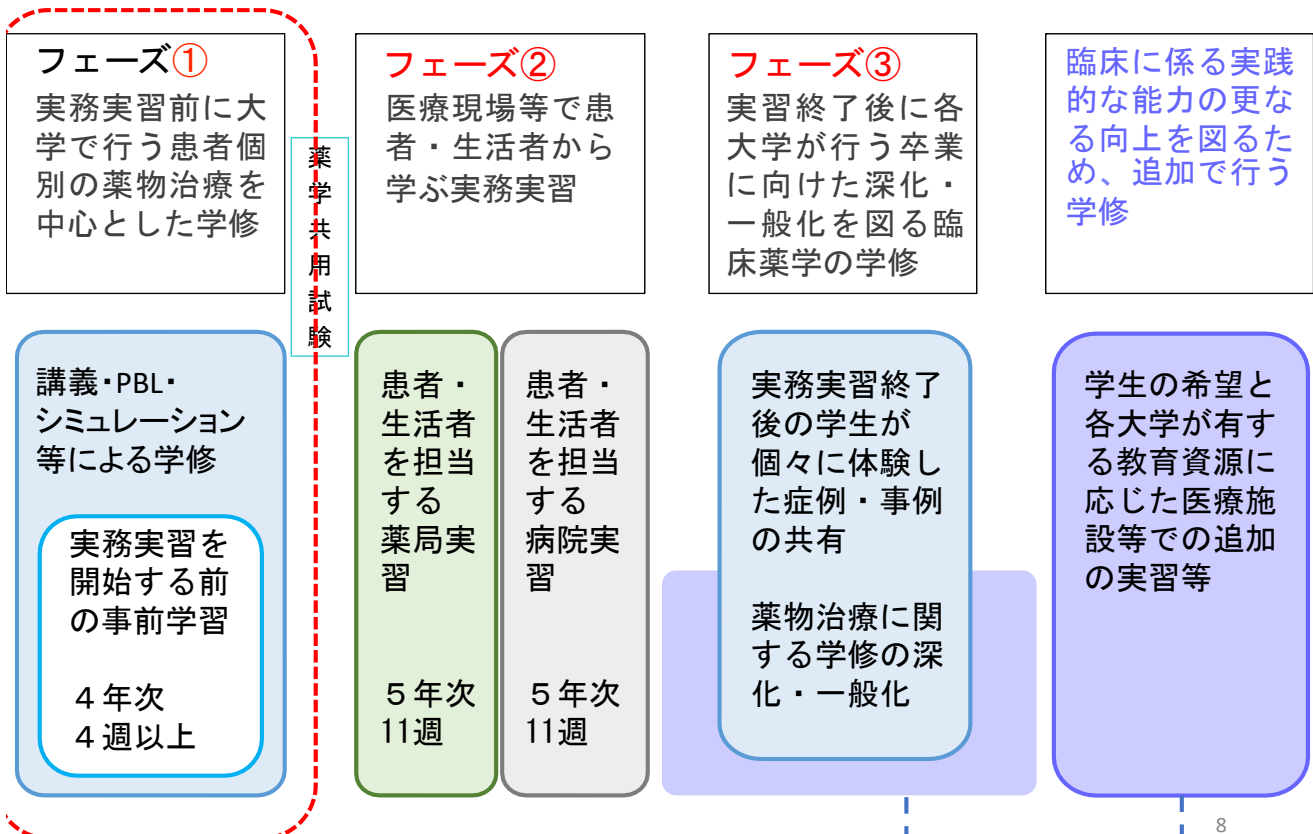 フェーズ①
実務実習前に大
学で行う患者個
別の薬物治療を
中心とした学修
薬
学
共
用
試
験
フェーズ②
医療現場等で患
者・生活者から
学ぶ実務実習
フェーズ③
実習終了後に各
大学が行う卒業
に向けた深化・
一般化を図る臨
床薬学の学修
臨床に係る実践
的な能力の更な
る向上を図るた
め、追加で行う
学修
講義・PBL・
シミュレーション
等による学修
実務実習を
開始する前
の事前学習
４年次
４週以上
患者・
生活者
を担当
する
薬局実
習
５年次
11週
患者・
生活者
を担当
する
病院実
習
５年次
11週
実務実習終了
後の学生が
個々に体験し
た症例・事例
の共有
薬物治療に関
する学修の深
化・一般化
学生の希望と
各大学が有す
る教育資源に
応じた医療施
設等での追加
の実習等
8